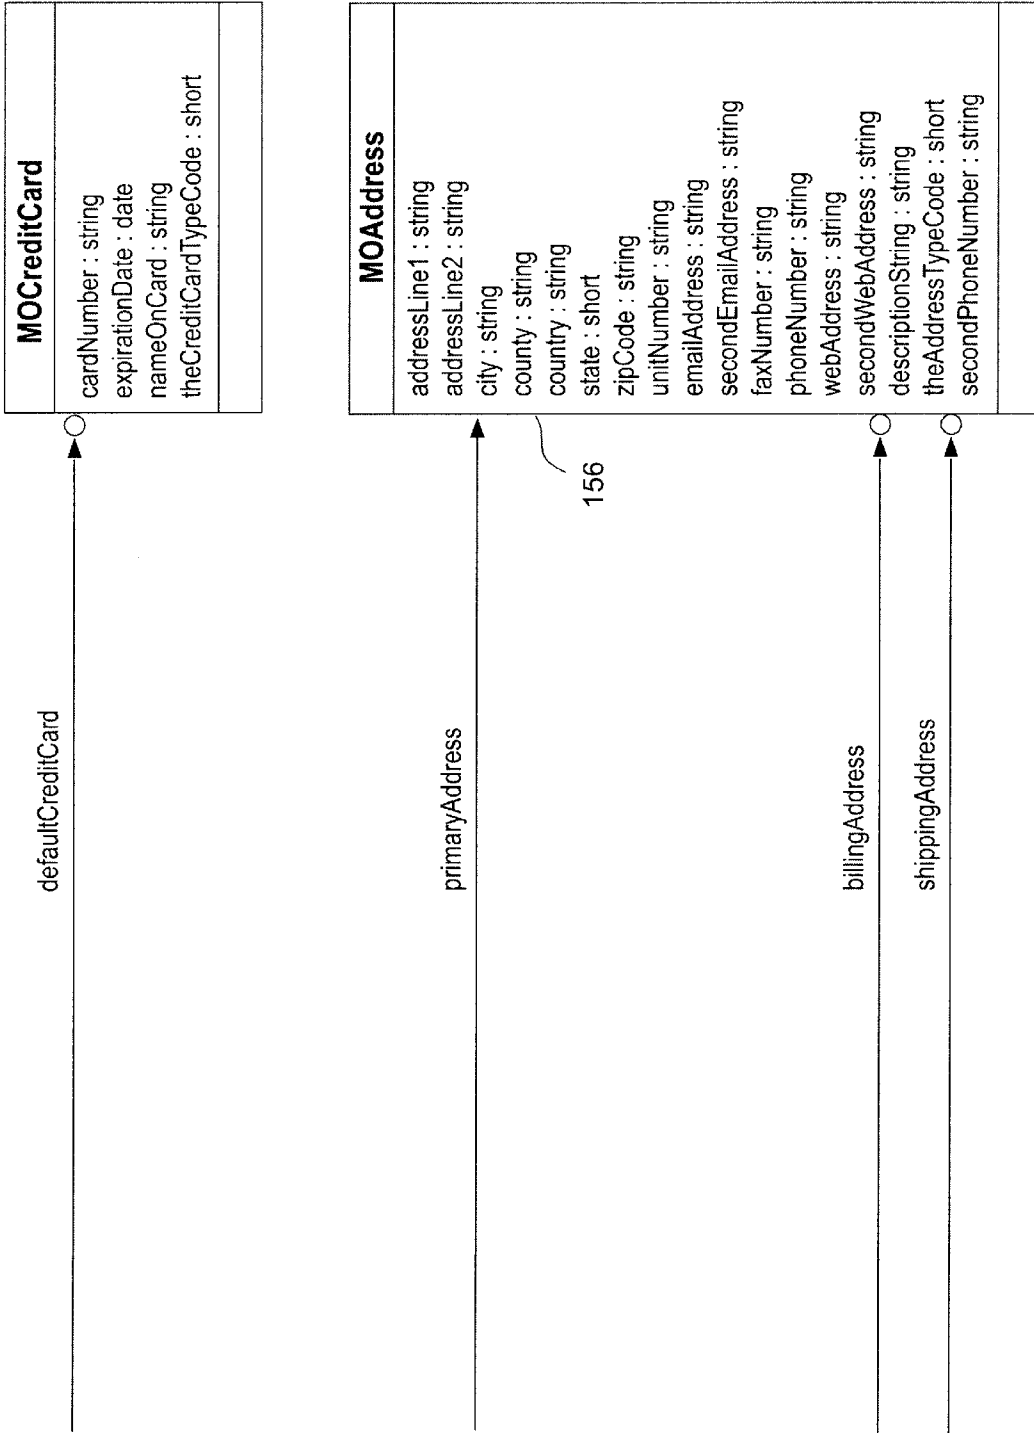 MOCreditCard
cardNumber : string
expirationDate : date
nameOnCard : string
theCreditCardTypeCode : short
defaultCreditCard
MOAddress
addressLine1 : string
addressLine2 : string
city : string
county : string
country : string
state : short
zipCode : string
unitNumber : string
emailAddress : string
secondEmailAddress : string
faxNumber : string
phoneNumber : string
webAddress : string
secondWebAddress : string
descriptionString : string
theAddressTypeCode : short
secondPhoneNumber : string
156
primaryAddress
billingAddress
shippingAddress